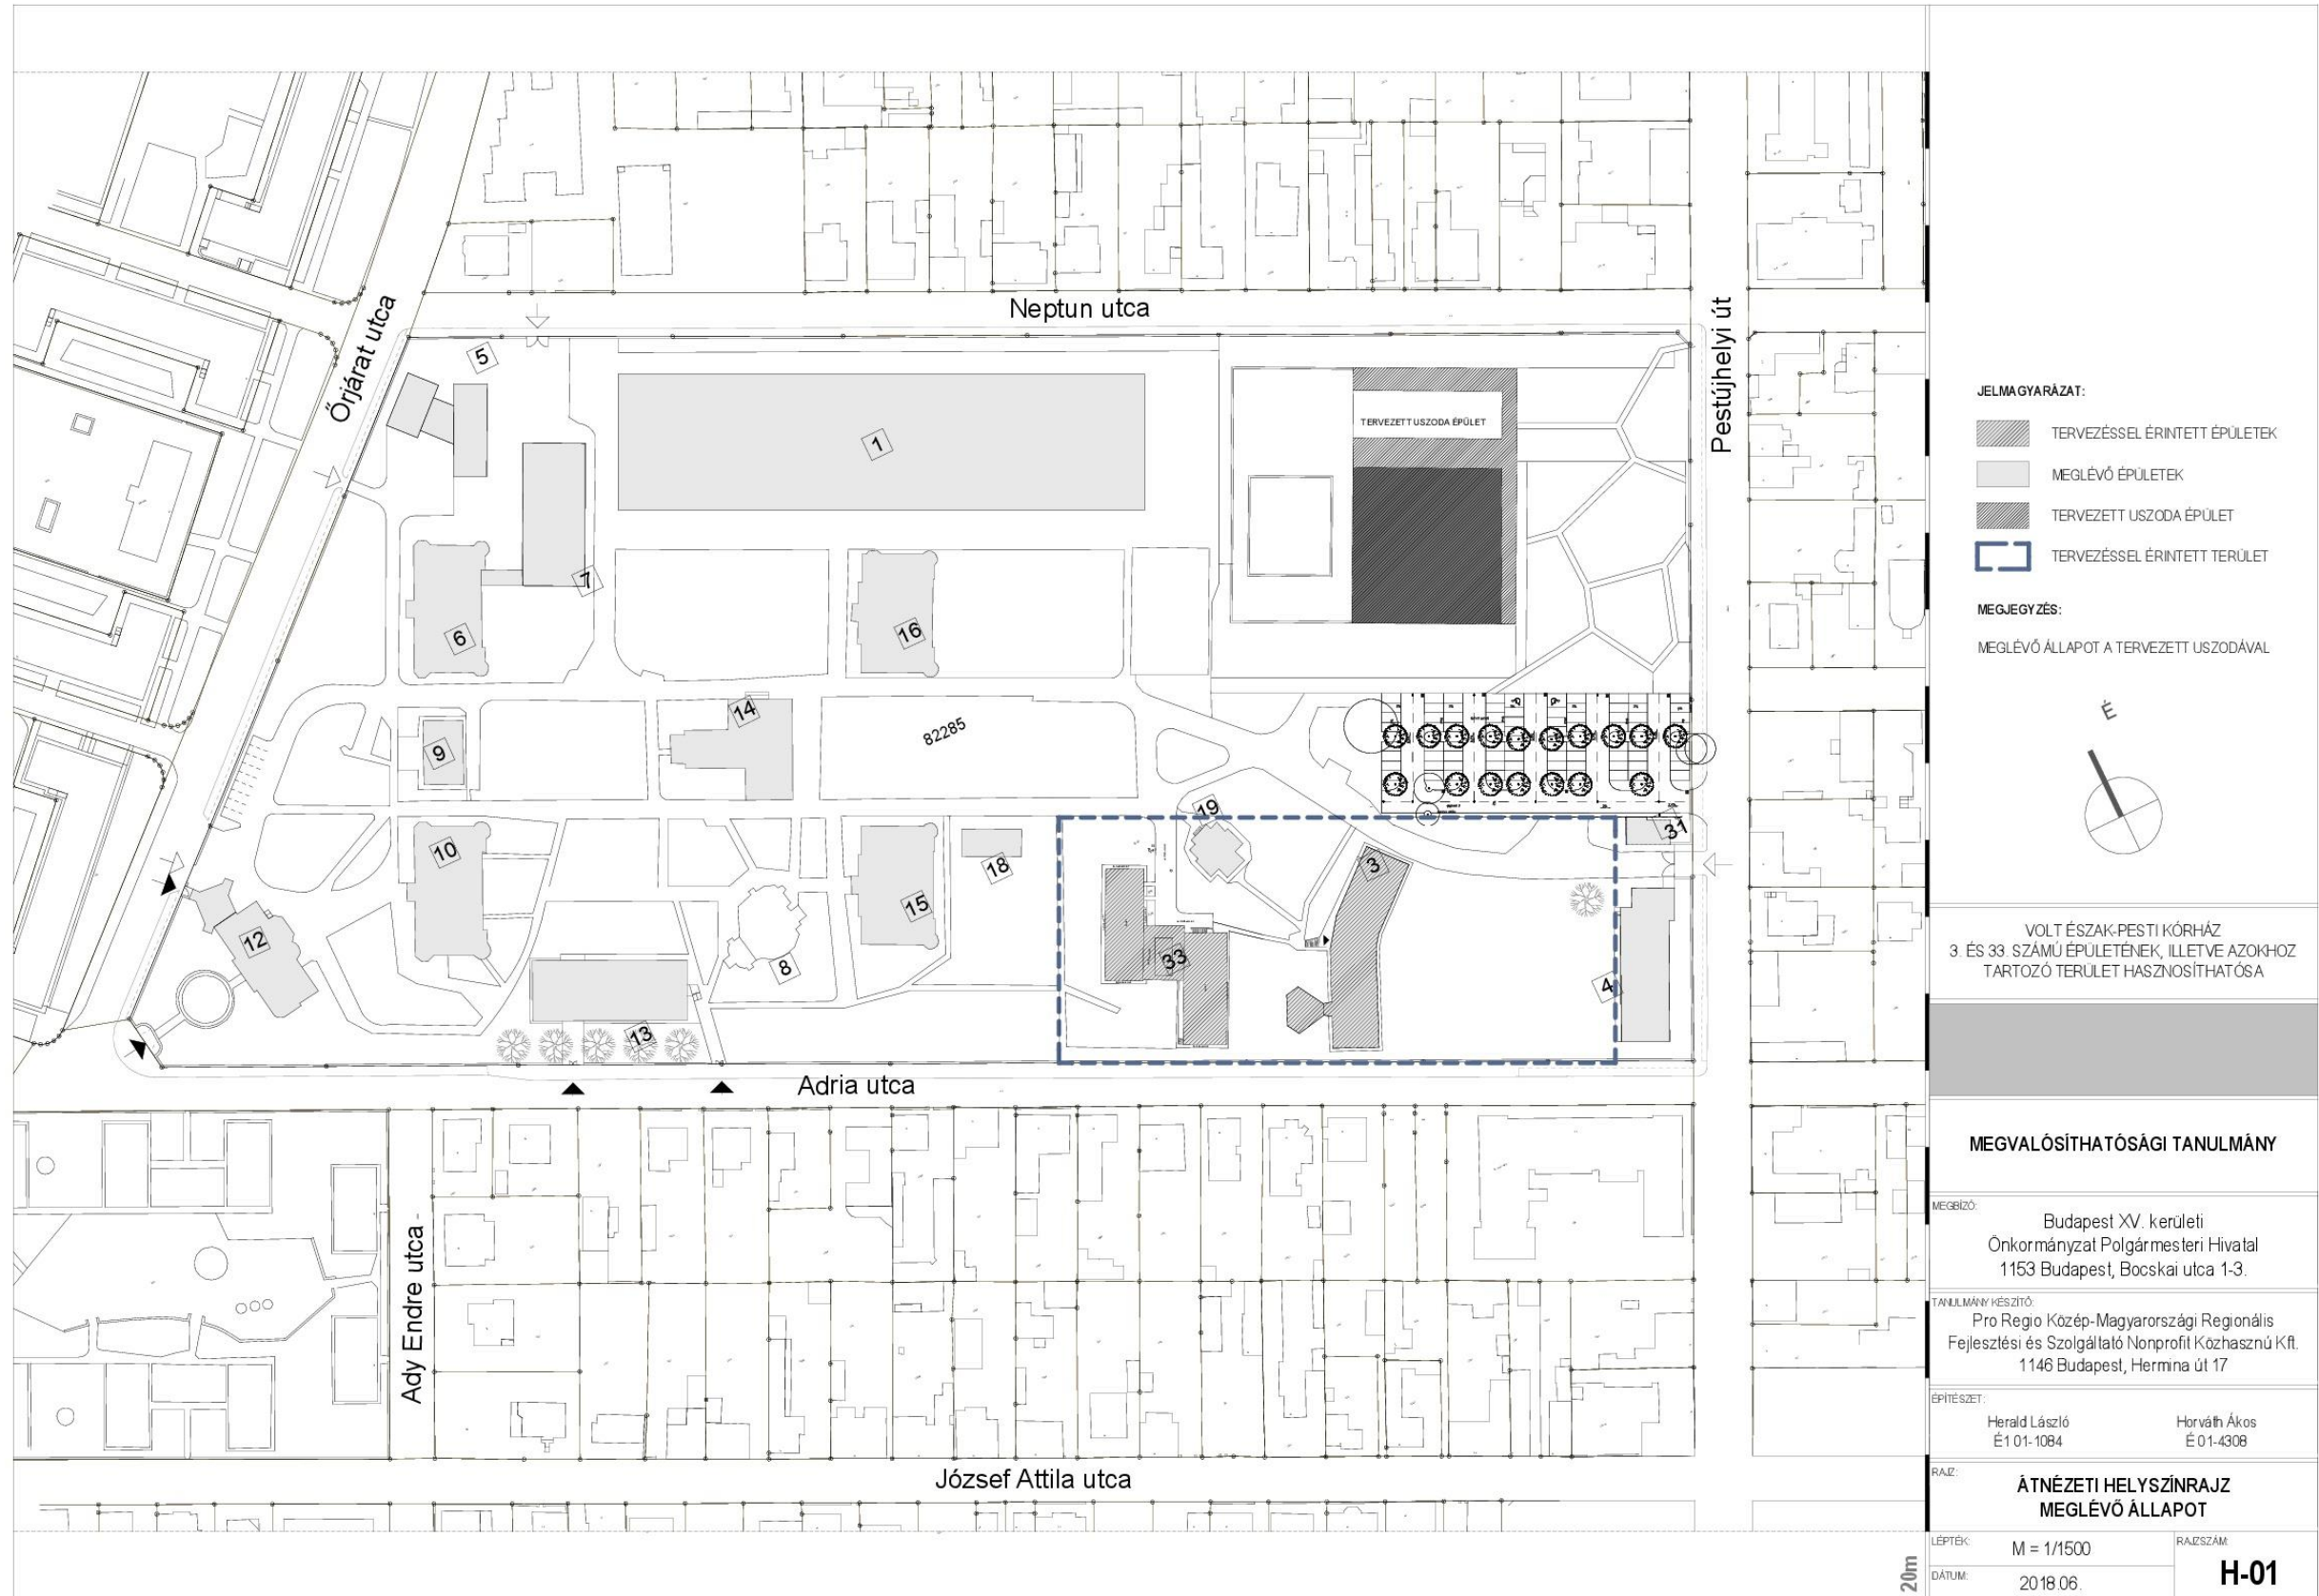 Neptun utca
Őrjárat utca
Pestújhelyi út
5
1
TERVEZETT USZODA ÉPÜLET
7
6
16
14
9
82285
19
31
10
18
3
15
12
33
8
4
13
Adria utca
Ady Endre utca
József Attila utca
JELMAGYARÁZAT:
TERVEZÉSSEL ÉRINTETT ÉPÜLETEK
MEGLÉVŐ ÉPÜLETEK
TERVEZETT USZODA ÉPÜLET
TERVEZÉSSEL ÉRINTETT TERÜLET
MEGJEGYZÉS:
MEGLÉVŐ ÁLLAPOT A TERVEZETT USZODÁVAL
É
VOLT ÉSZAK-PESTI KÓRHÁZ
3. ÉS 33. SZÁMÚ ÉPÜLETÉNEK, ILLETVE AZOKHOZ
TARTOZÓ TERÜLET HASZNOSÍTHATÓSA
MEGVALÓSÍTHATÓSÁGI TANULMÁNY
MEGBÍZÓ:
Budapest XV. kerületi
Önkormányzat Polgármesteri Hivatal
1153 Budapest, Bocskai utca 1-3.
TANULMÁNY KÉSZÍTŐ:
Pro Regio Közép-Magyarországi Regionális
Fejlesztési és Szolgáltató Nonprofit Közhasznú Kft.
1146 Budapest, Hermina út 17
ÉPÍTÉSZET:
Herald László Horváth Ákos
É1 01-1084 É 01-4308
RAJZ:
ÁTNÉZETI HELYSZÍNRAJZ
MEGLÉVŐ ÁLLAPOT
LÉPTÉK: M = 1/1500
RAJZSZÁM:
H-01
DÁTUM: 2018.06.
20m